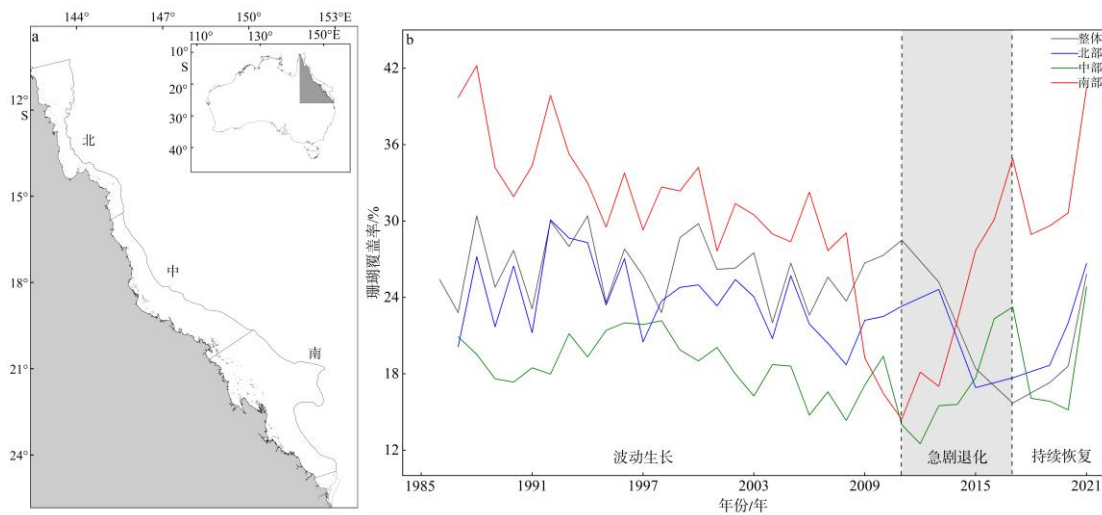 144°
147°
150°
153°E
a
12°
S
15°
18°
21°
24°
北
中
南
110°
130°
150°E
10°
S
20°
30°
40°
b
珊瑚覆盖率/%
42
36
30
24
18
12
整体
北部
中部
南部
波动生长
急剧退化
持续恢复
1985
1991
1997
2003
2009
2015
2021
年份/年